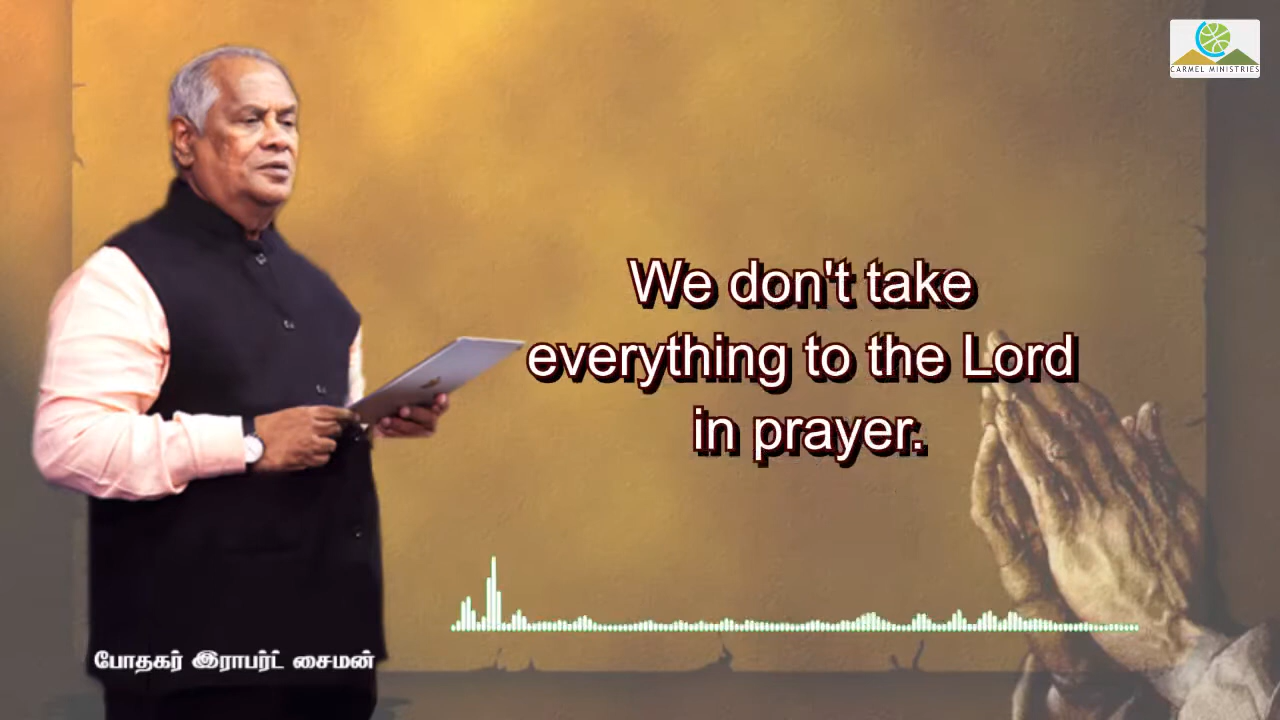 CARMEL MINISTRIES
We don't take
everything to the Lord
in prayer.
போதகர் இராபர்ட் சைமன்